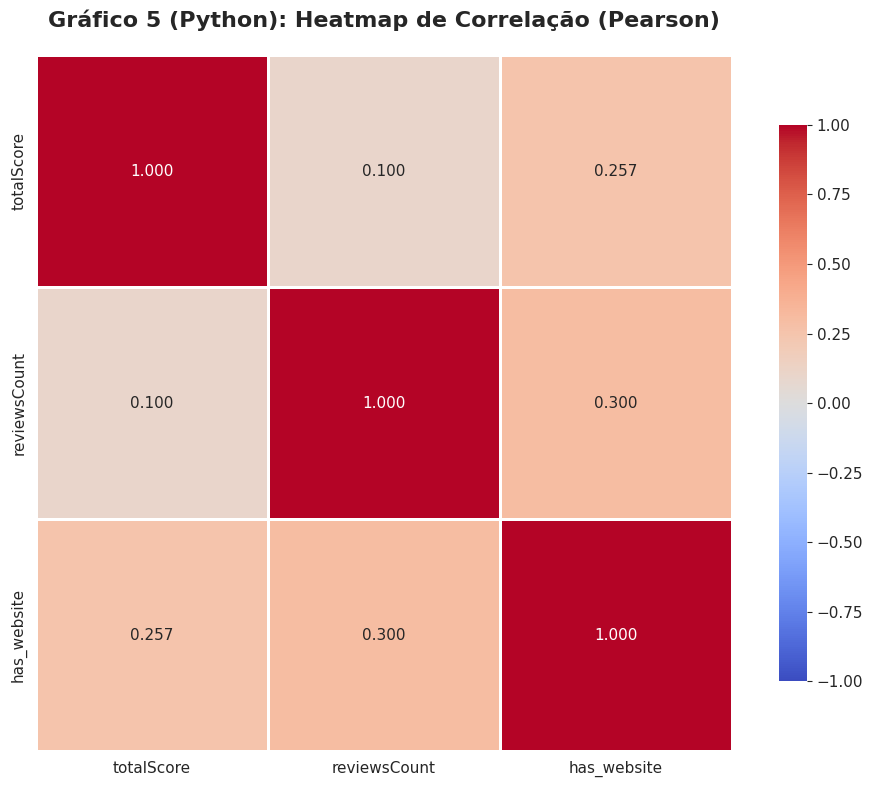 Gráfico 5 (Python): Heatmap de Correlação (Pearson)
totalScore
1.000
0.100
0.257
reviewsCount
0.100
1.000
0.300
has_website
0.257
0.300
1.000
totalScore
reviewsCount
has_website
1.00
0.75
0.50
0.25
0.00
−0.25
−0.50
−0.75
−1.00